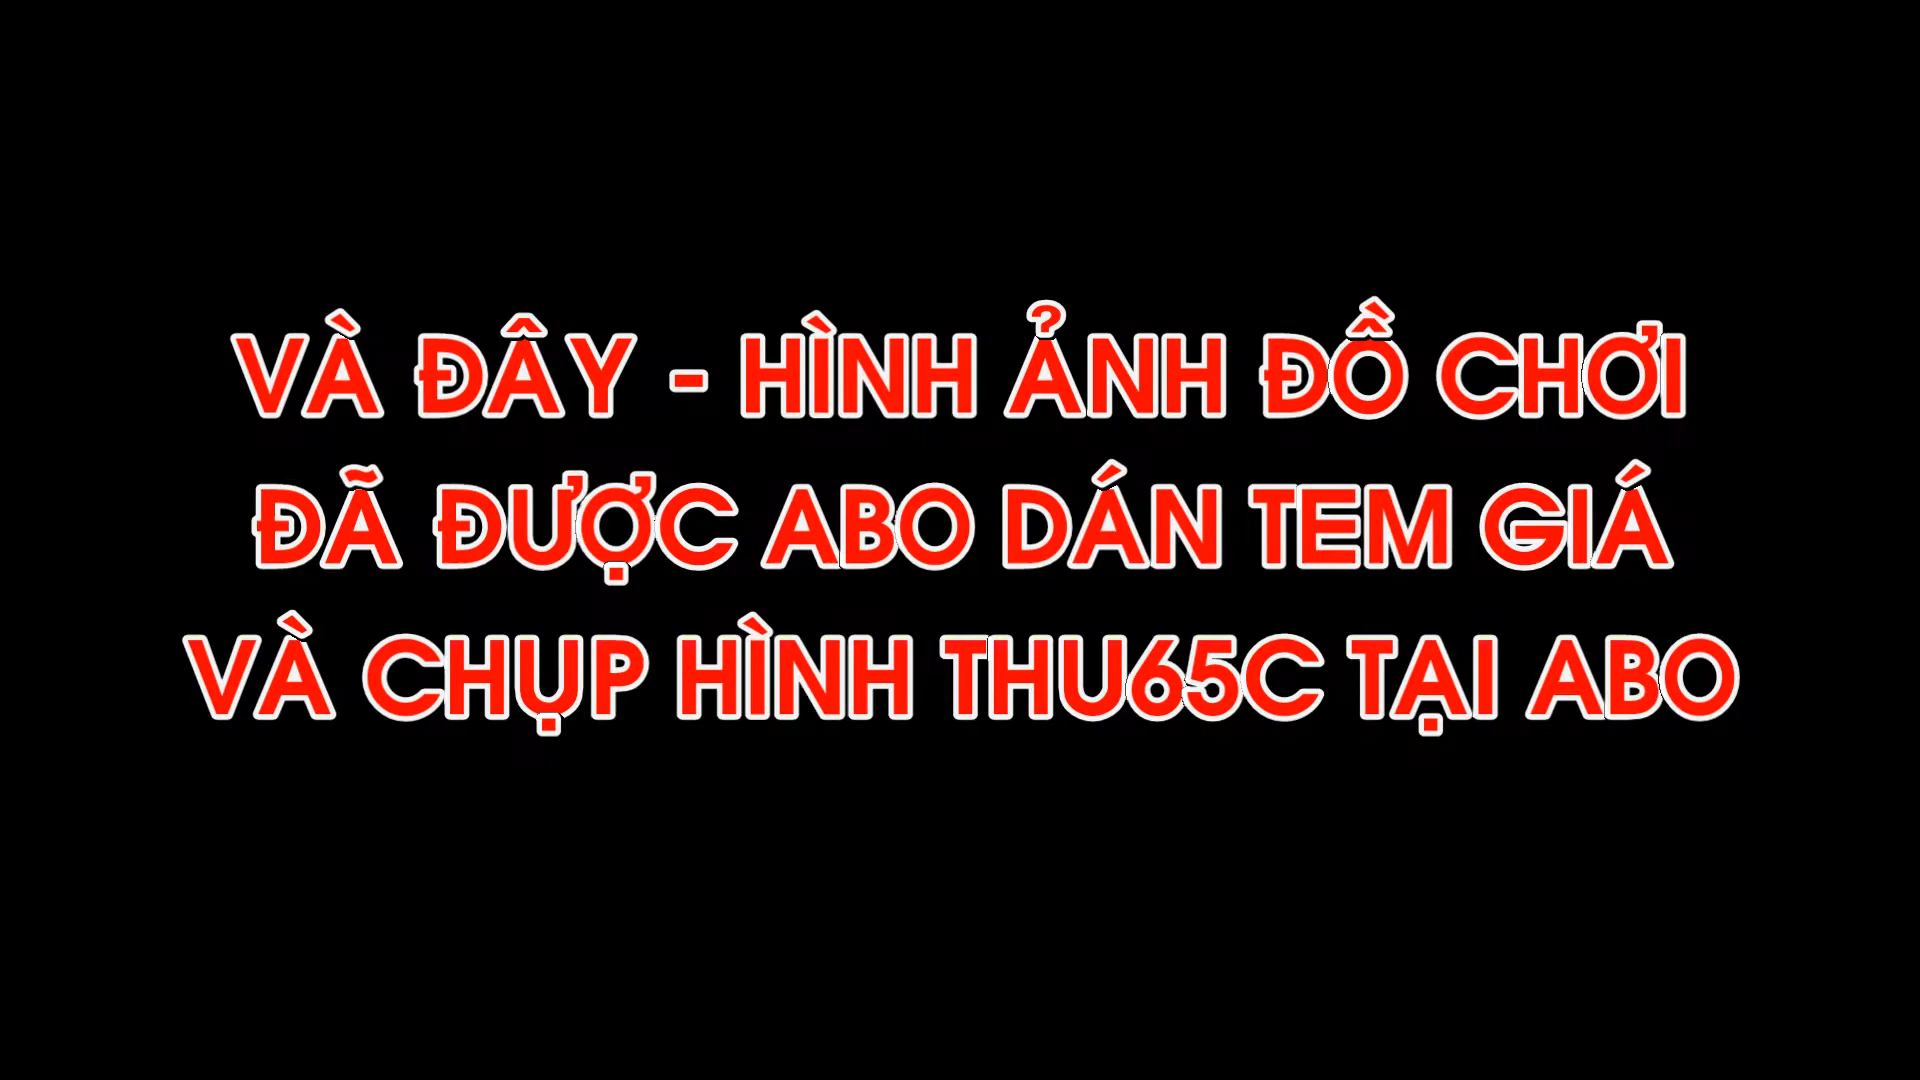 VÀ ĐÂY - HÌNH ẢNH ĐỒ CHƠI
ĐÃ ĐƯỢC ABO DÁN TEM GIÁ
VÀ CHỤP HÌNH THU65C TẠI ABO